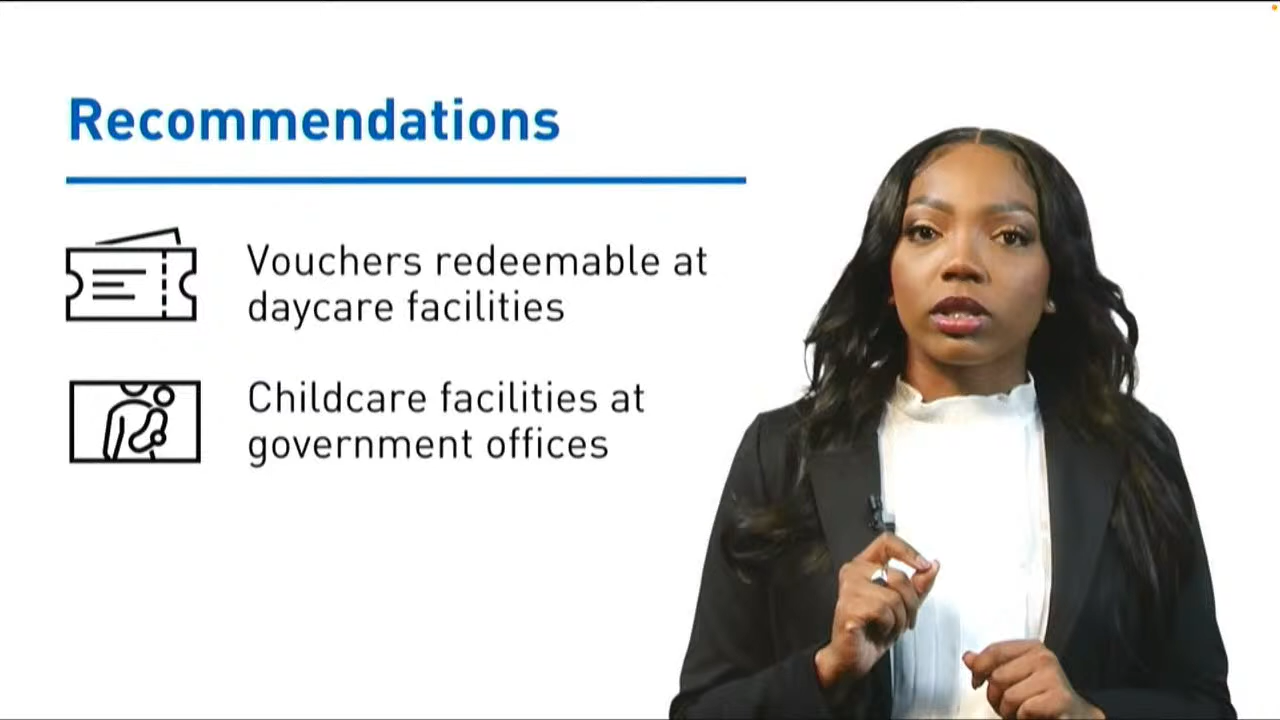 Recommendations
Vouchers redeemable at
daycare facilities
Childcare facilities at
government offices